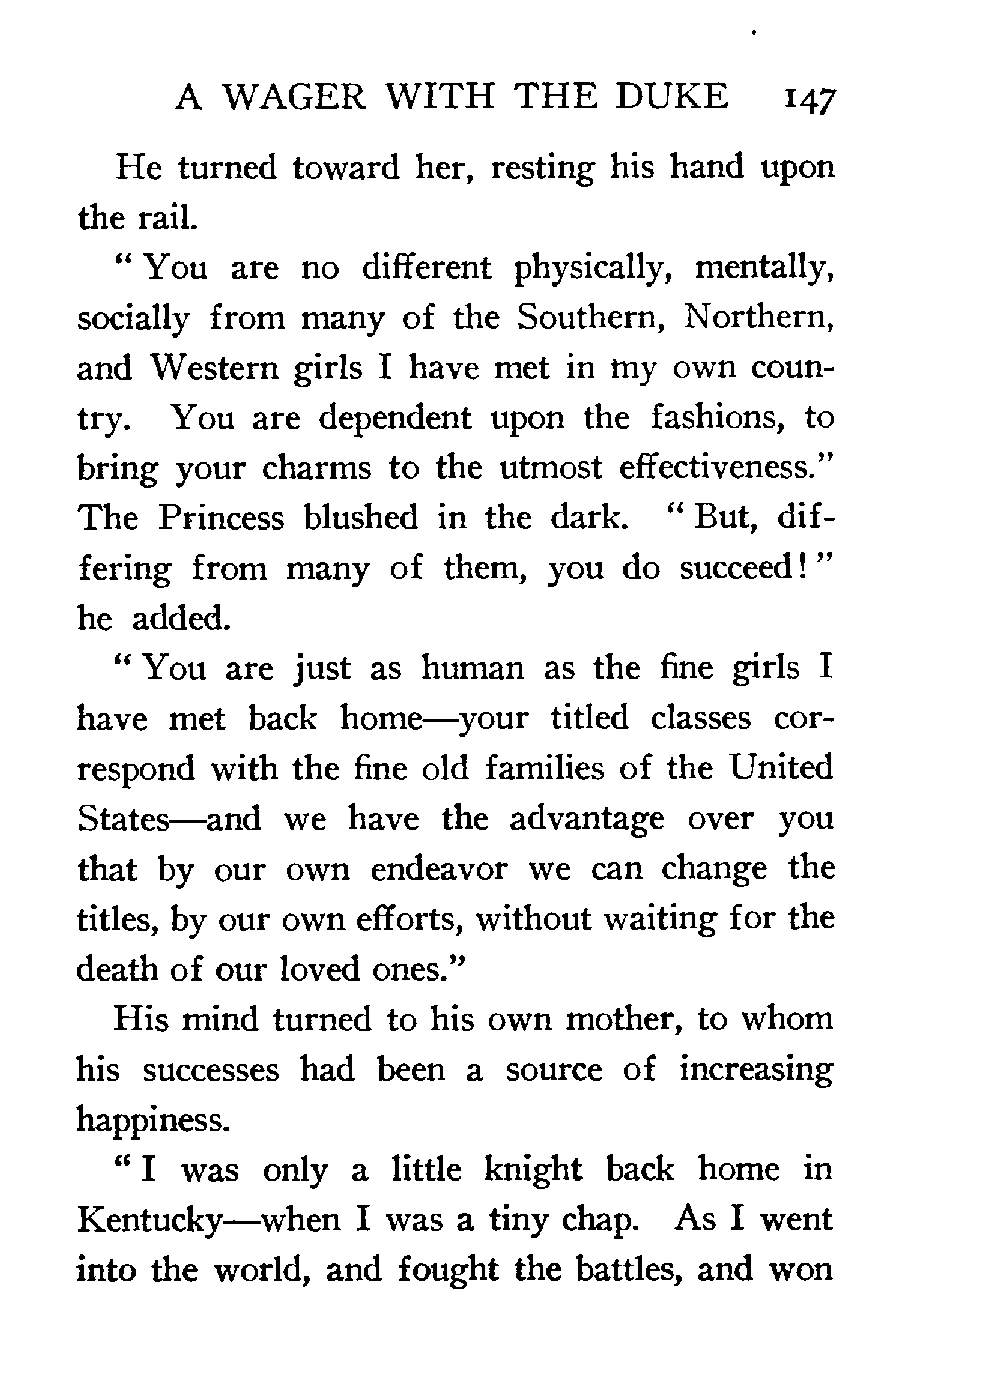 A WAGER WITH THE DUKE 147
He turned toward her, resting his hand upon
the rail.
“ You are no different physically, mentally,
socially from many of the Southern, Northern,
and Western girls I have met in my own coun-
try. You are dependent upon the fashions, to
bring your charms to the utmost effectiveness.”
The Princess blushed in the dark. “ But, dif-
fering from many of them, you do succeed! ”
he added.
“ You are just as human as the fine girls I
have met back home—your titled classes cor-
respond with the fine old families of the United
States—and we have the advantage over you
that by our own endeavor we can change the
titles, by our own efforts, without waiting for the
death of our loved ones.”
His mind turned to his own mother, to whom
his successes had been a source of increasing
happiness.
“ I was only a little knight back home in
Kentucky—when I was a tiny chap. As I went
into the world, and fought the battles, and won